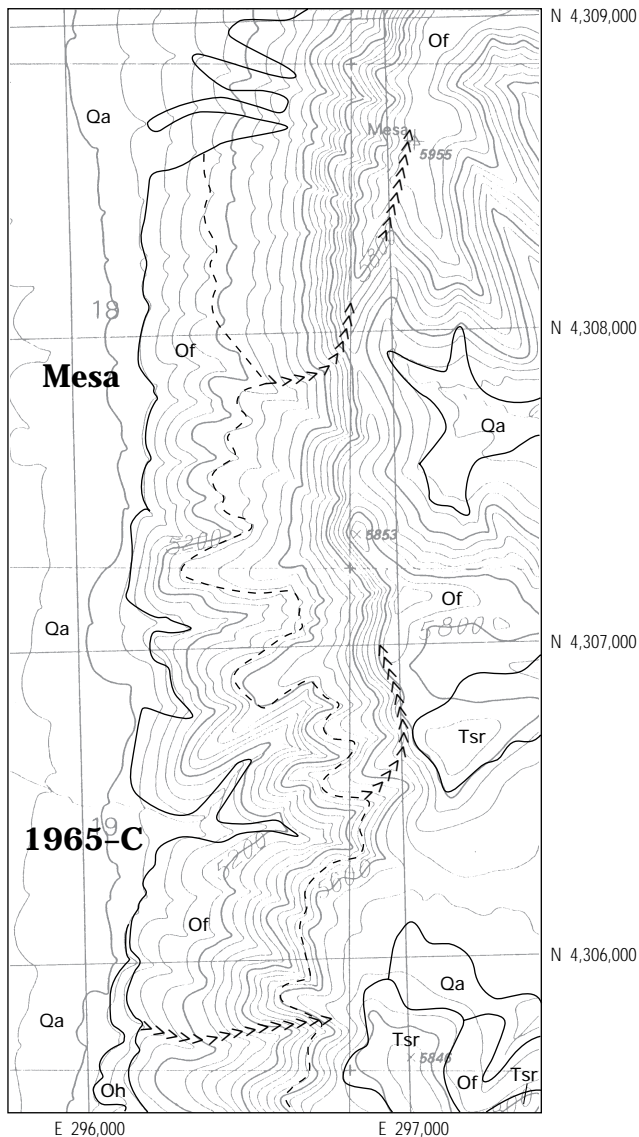 N 4,309,000
Of
Qa
Mesa
5955
18
N 4,308,000
Of
Mesa
Qa
5200
5853
Of
5800
Qa
N 4,307,000
Tsr
19
1965–C
5200
Of
N 4,306,000
Qa
Qa
Tsr
5846
Of
Tsr
Oh
E 296,000
E 297,000